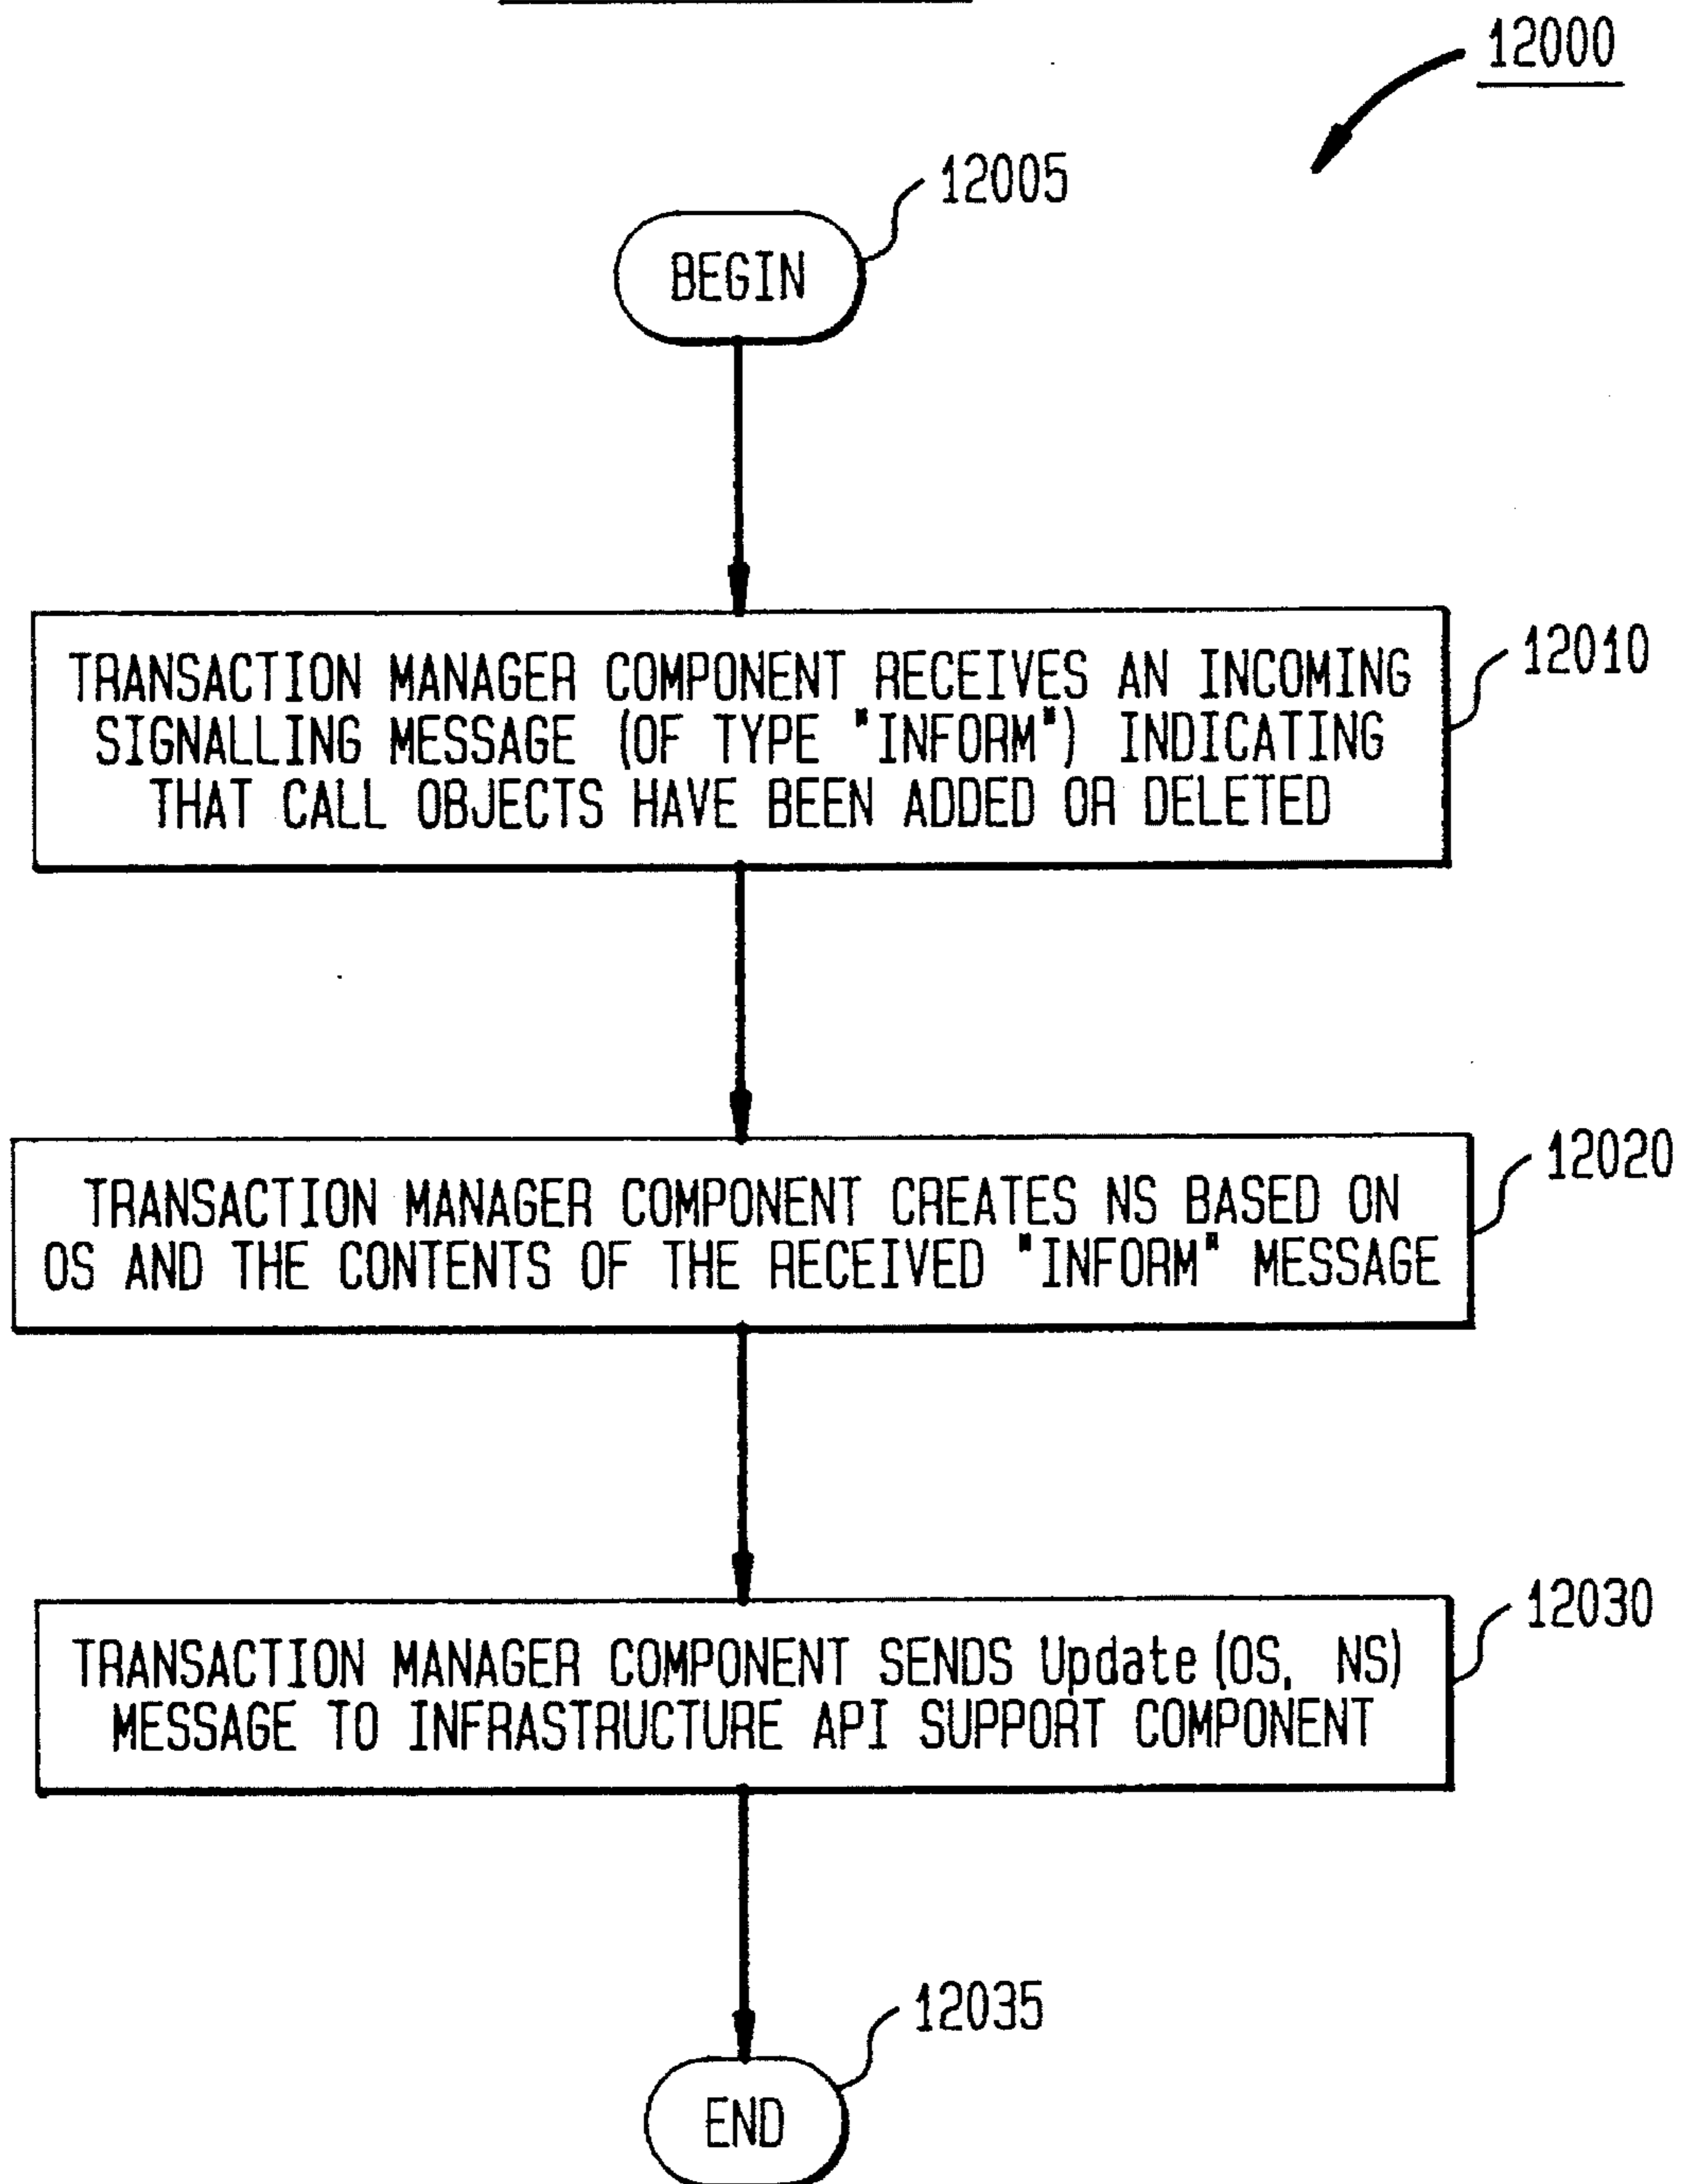 12000
12005
BEGIN
12010
TRANSACTION MANAGER COMPONENT RECEIVES AN INCOMING
SIGNALLING MESSAGE (OF TYPE "INFORM") INDICATING
THAT CALL OBJECTS HAVE BEEN ADDED OR DELETED
12020
TRANSACTION MANAGER COMPONENT CREATES NS BASED ON
OS AND THE CONTENTS OF THE RECEIVED "INFORM" MESSAGE
12030
TRANSACTION MANAGER COMPONENT SENDS Update (OS, NS)
MESSAGE TO INFRASTRUCTURE API SUPPORT COMPONENT
12035
END